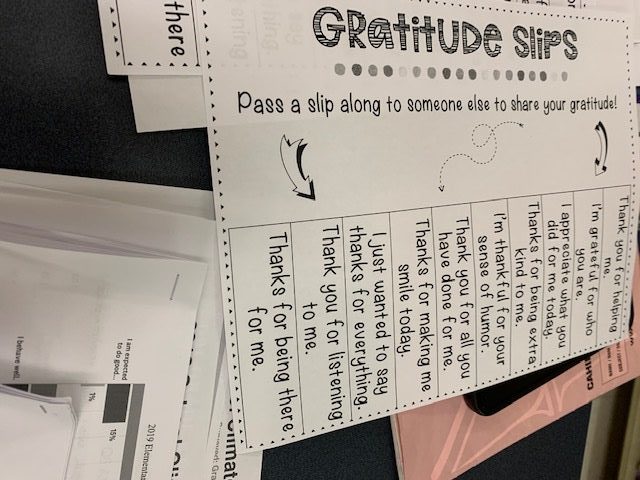 GRatitUDE SlipS
Pass a slip along to someone else to share your gratitude!
Thanks for being there
for me.
Thank you for listening
to me.
I just wanted to say
thanks for everything.
Thanks for making me
smile today.
Thank you for all you
have done for me.
I'm thankful for your
sense of humor.
Thanks for being extra
kind to me.
I appreciate what you
did for me today.
I'm grateful for who
you are.
Thank you for helping
me.
there
I am expected
to do good...
I behave well.
1%
15%
2019 Elementa